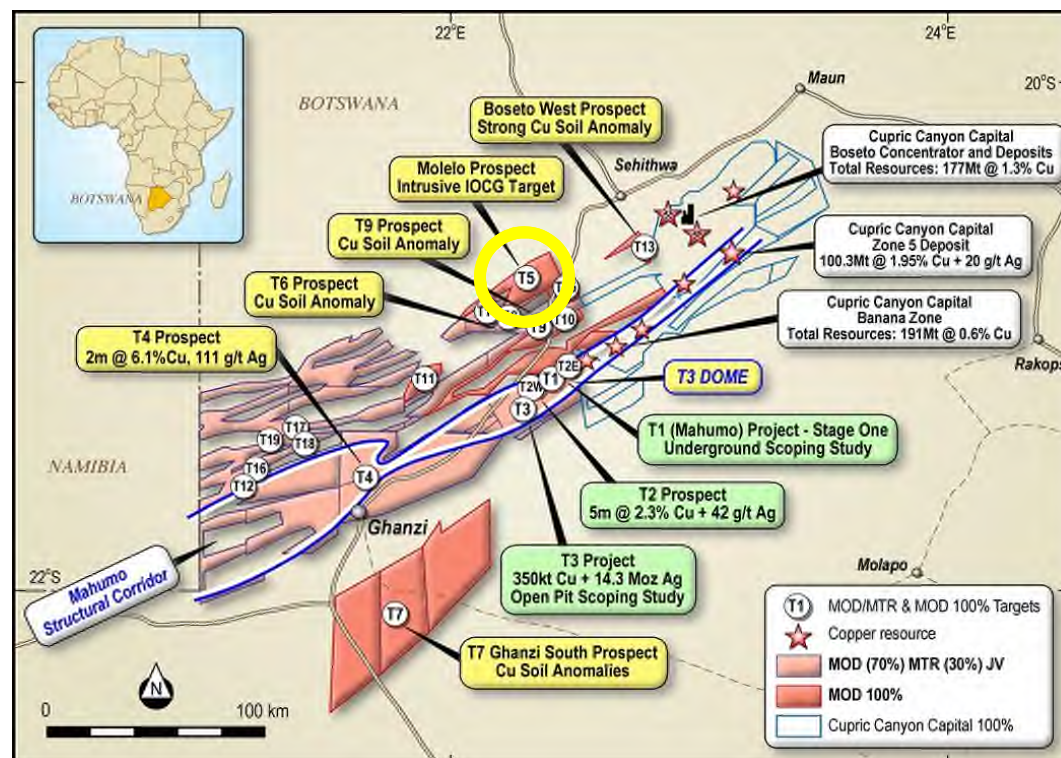 22°E
24°E
20°S
22°S
BOTSWANA
BOTSWANA
NAMIBIA
Maun
Sehithwa
Rakops
Molapo
Ghanzi
Boseto West Prospect
Strong Cu Soil Anomaly
Molelo Prospect
Intrusive IOCG Target
T9 Prospect
Cu Soil Anomaly
T6 Prospect
Cu Soil Anomaly
T4 Prospect
2m @ 6.1%Cu, 111 g/t Ag
Cupric Canyon Capital
Boseto Concentrator and Deposits
Total Resources: 177Mt @ 1.3% Cu
Cupric Canyon Capital
Zone 5 Deposit
100.3Mt @ 1.95% Cu + 20 g/t Ag
Cupric Canyon Capital
Banana Zone
Total Resources: 191Mt @ 0.6% Cu
T3 DOME
T1 (Mahumo) Project - Stage One
Underground Scoping Study
T2 Prospect
5m @ 2.3% Cu + 42 g/t Ag
T3 Project
350kt Cu + 14.3 Moz Ag
Open Pit Scoping Study
T7 Ghanzi South Prospect
Cu Soil Anomalies
Mahumo
Structural Corridor
T13
T5
T9
T10
T11
T2E
T1
T2W
T3
T17
T19
T18
T16
T12
T4
T7
N
0
100 km
T1
MOD/MTR & MOD 100% Targets
Copper resource
MOD (70%) MTR (30%) JV
MOD 100%
Cupric Canyon Capital 100%